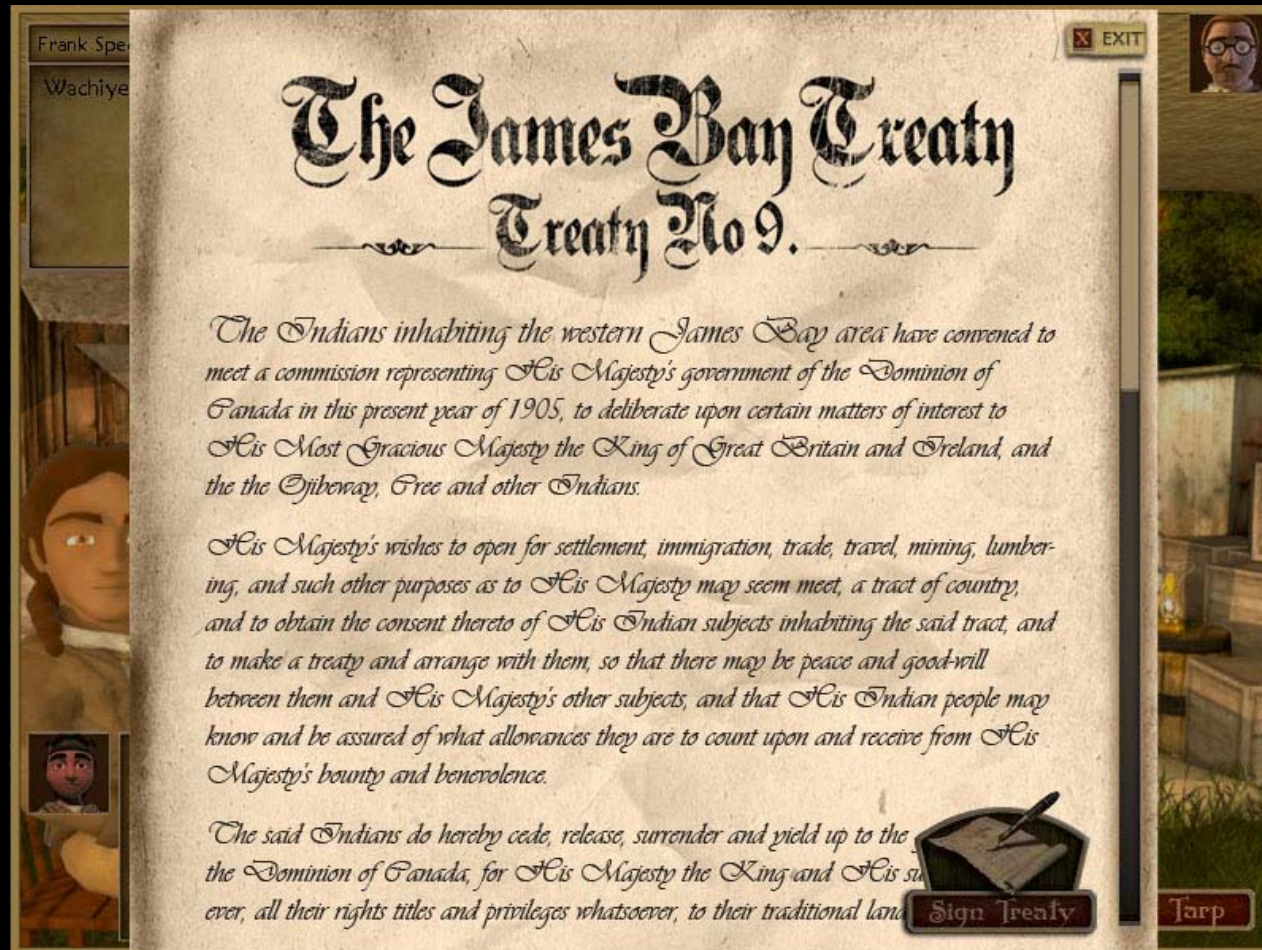 Frank Spe
Wachiye
EXIT
The James Bay Treaty
Treaty No 9.
The Indians inhabiting the western James Bay area have convened to
meet a commission representing His Majesty's government of the Dominion of
Canada in this present year of 1905, to deliberate upon certain matters of interest to
His Most Gracious Majesty the King of Great Britain and Ireland, and
the the Ojibeway, Cree and other Indians.
His Majesty's wishes to open for settlement, immigration, trade, travel, mining, lumber-
ing, and such other purposes as to His Majesty may seem meet, a tract of country,
and to obtain the consent thereto of His Indian subjects inhabiting the said tract, and
to make a treaty and arrange with them, so that there may be peace and good-will
between them and His Majesty's other subjects, and that His Indian people may
know and be assured of what allowances they are to count upon and receive from His
Majesty's bounty and benevolence.
The said Indians do hereby cede, release, surrender and yield up to the
the Dominion of Canada, for His Majesty the King and His
ever, all their rights titles and privileges whatsoever, to their traditional
Sign Treaty
Tarp